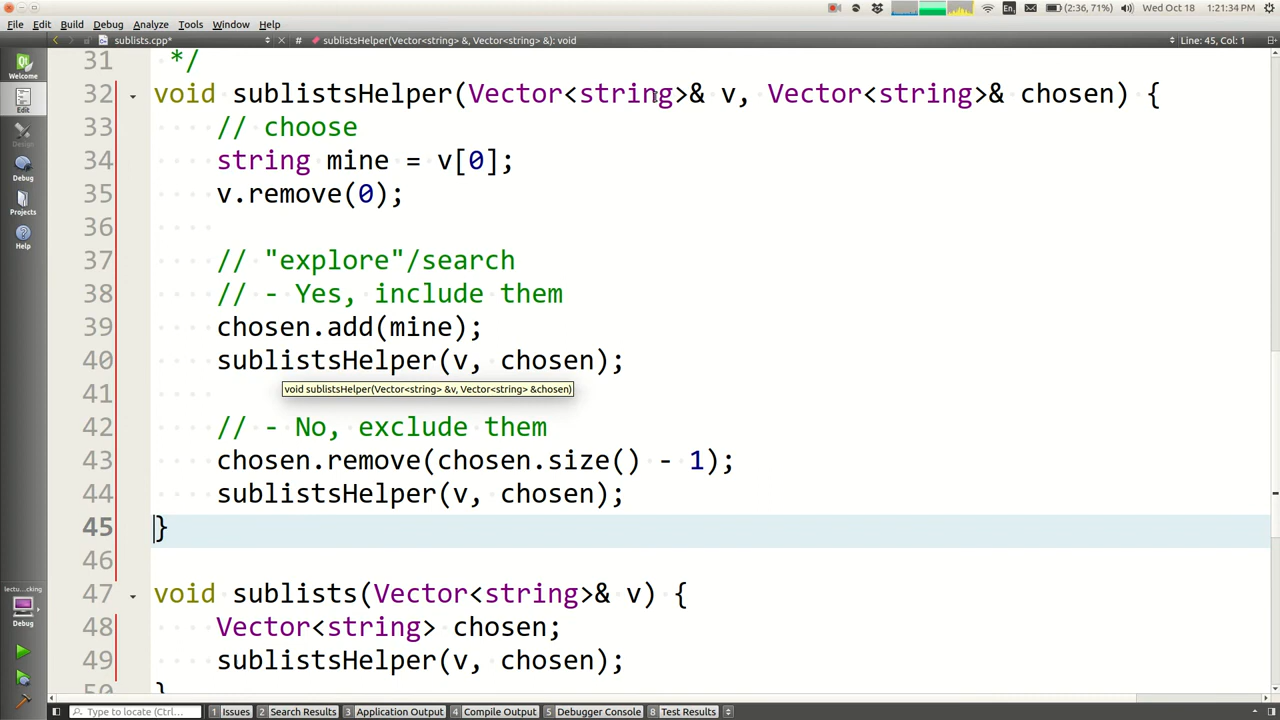 File Edit Build Debug Analyze Tools Window Help En (2:36, 71%) Wed Oct 18 1:21:34 PM
sublists.cpp* # sublistsHelper(Vector<string> &, Vector<string> &): void Line: 45, Col: 1
Welcome
Edit
Design
Debug
Projects
Help
lectu...cking
Debug
31 */
32 void sublistsHelper(Vector<string>& v, Vector<string>& chosen) {
33 // choose
34 string mine = v[0];
35 v.remove(0);
36
37 // "explore"/search
38 // - Yes, include them
39 chosen.add(mine);
40 sublistsHelper(v, chosen);
void sublistsHelper(Vector<string> &v, Vector<string> &chosen)
41
42 // - No, exclude them
43 chosen.remove(chosen.size() - 1);
44 sublistsHelper(v, chosen);
45 }
46
47 void sublists(Vector<string>& v) {
48 Vector<string> chosen;
49 sublistsHelper(v, chosen);
50 }
Type to locate (Ctrl... 1 Issues 2 Search Results 3 Application Output 4 Compile Output 5 Debugger Console 8 Test Results